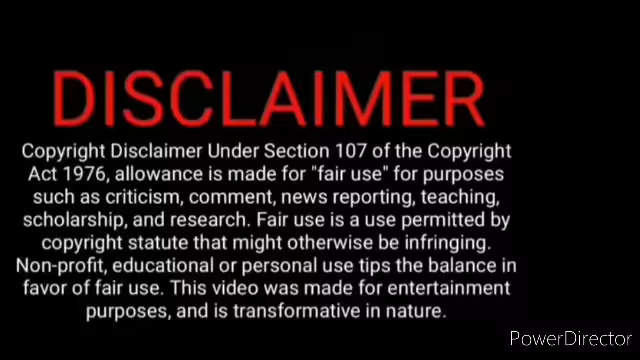 DISCLAIMER
Copyright Disclaimer Under Section 107 of the Copyright
Act 1976, allowance is made for "fair use" for purposes
such as criticism, comment, news reporting, teaching,
scholarship, and research. Fair use is a use permitted by
copyright statute that might otherwise be infringing.
Non-profit, educational or personal use tips the balance in
favor of fair use. This video was made for entertainment
purposes, and is transformative in nature.
PowerDirector